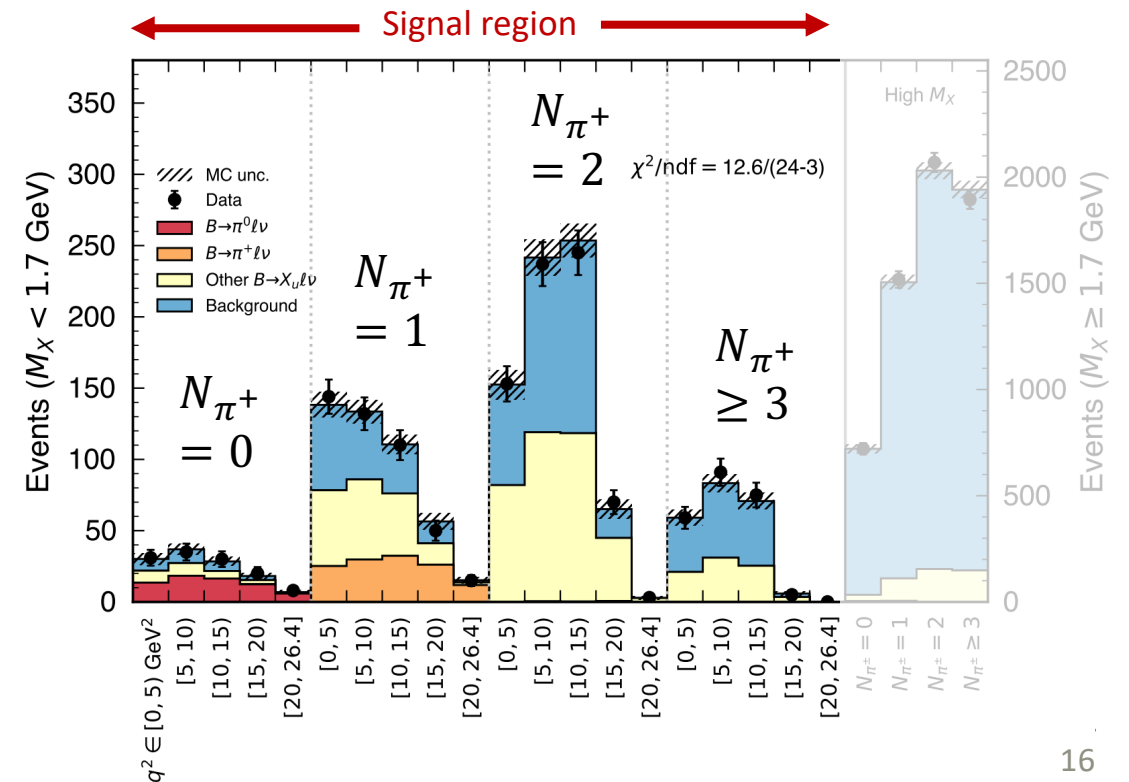 Signal region
Events (M_X < 1.7 GeV)
350
300
250
200
150
100
50
0
MC unc.
Data
B→π⁰ℓν
B→π⁺ℓν
Other B→X_uℓν
Background
N_π⁺
= 0
N_π⁺
= 1
N_π⁺
= 2
χ²/ndf = 12.6/(24-3)
N_π⁺
≥ 3
High M_X
2500
2000
1500
1000
500
0
Events (M_X ≥ 1.7 GeV)
q² ∈ [0, 5) GeV²
[5, 10)
[10, 15)
[15, 20)
[20, 26.4]
[0, 5)
[5, 10)
[10, 15)
[15, 20)
[20, 26.4]
[0, 5)
[5, 10)
[10, 15)
[15, 20)
[20, 26.4]
[0, 5)
[5, 10)
[10, 15)
[15, 20)
[20, 26.4]
N_π± = 0
N_π± = 1
N_π± = 2
N_π± ≥ 3
16